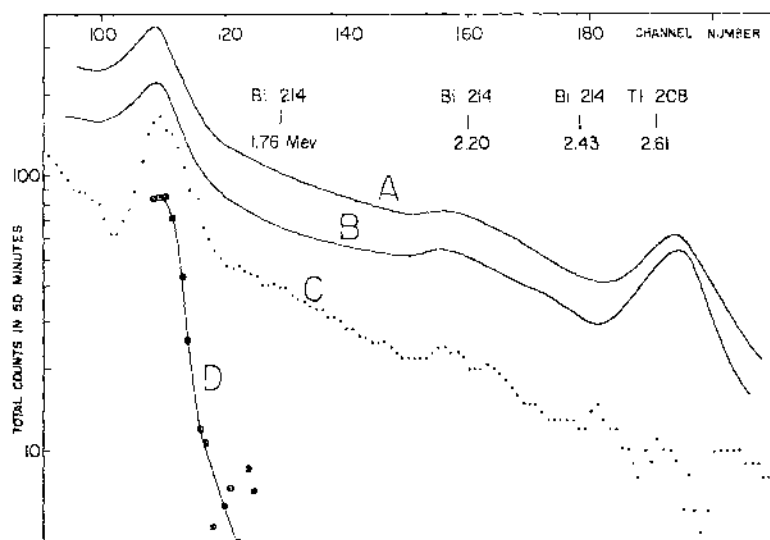 100 120 140 160 180 CHANNEL NUMBER
Bi 214 Bi 214 Bi 214 Tl 208
1.76 Mev 2.20 2.43 2.61
100
A
B
C
D
10
TOTAL COUNTS IN 50 MINUTES